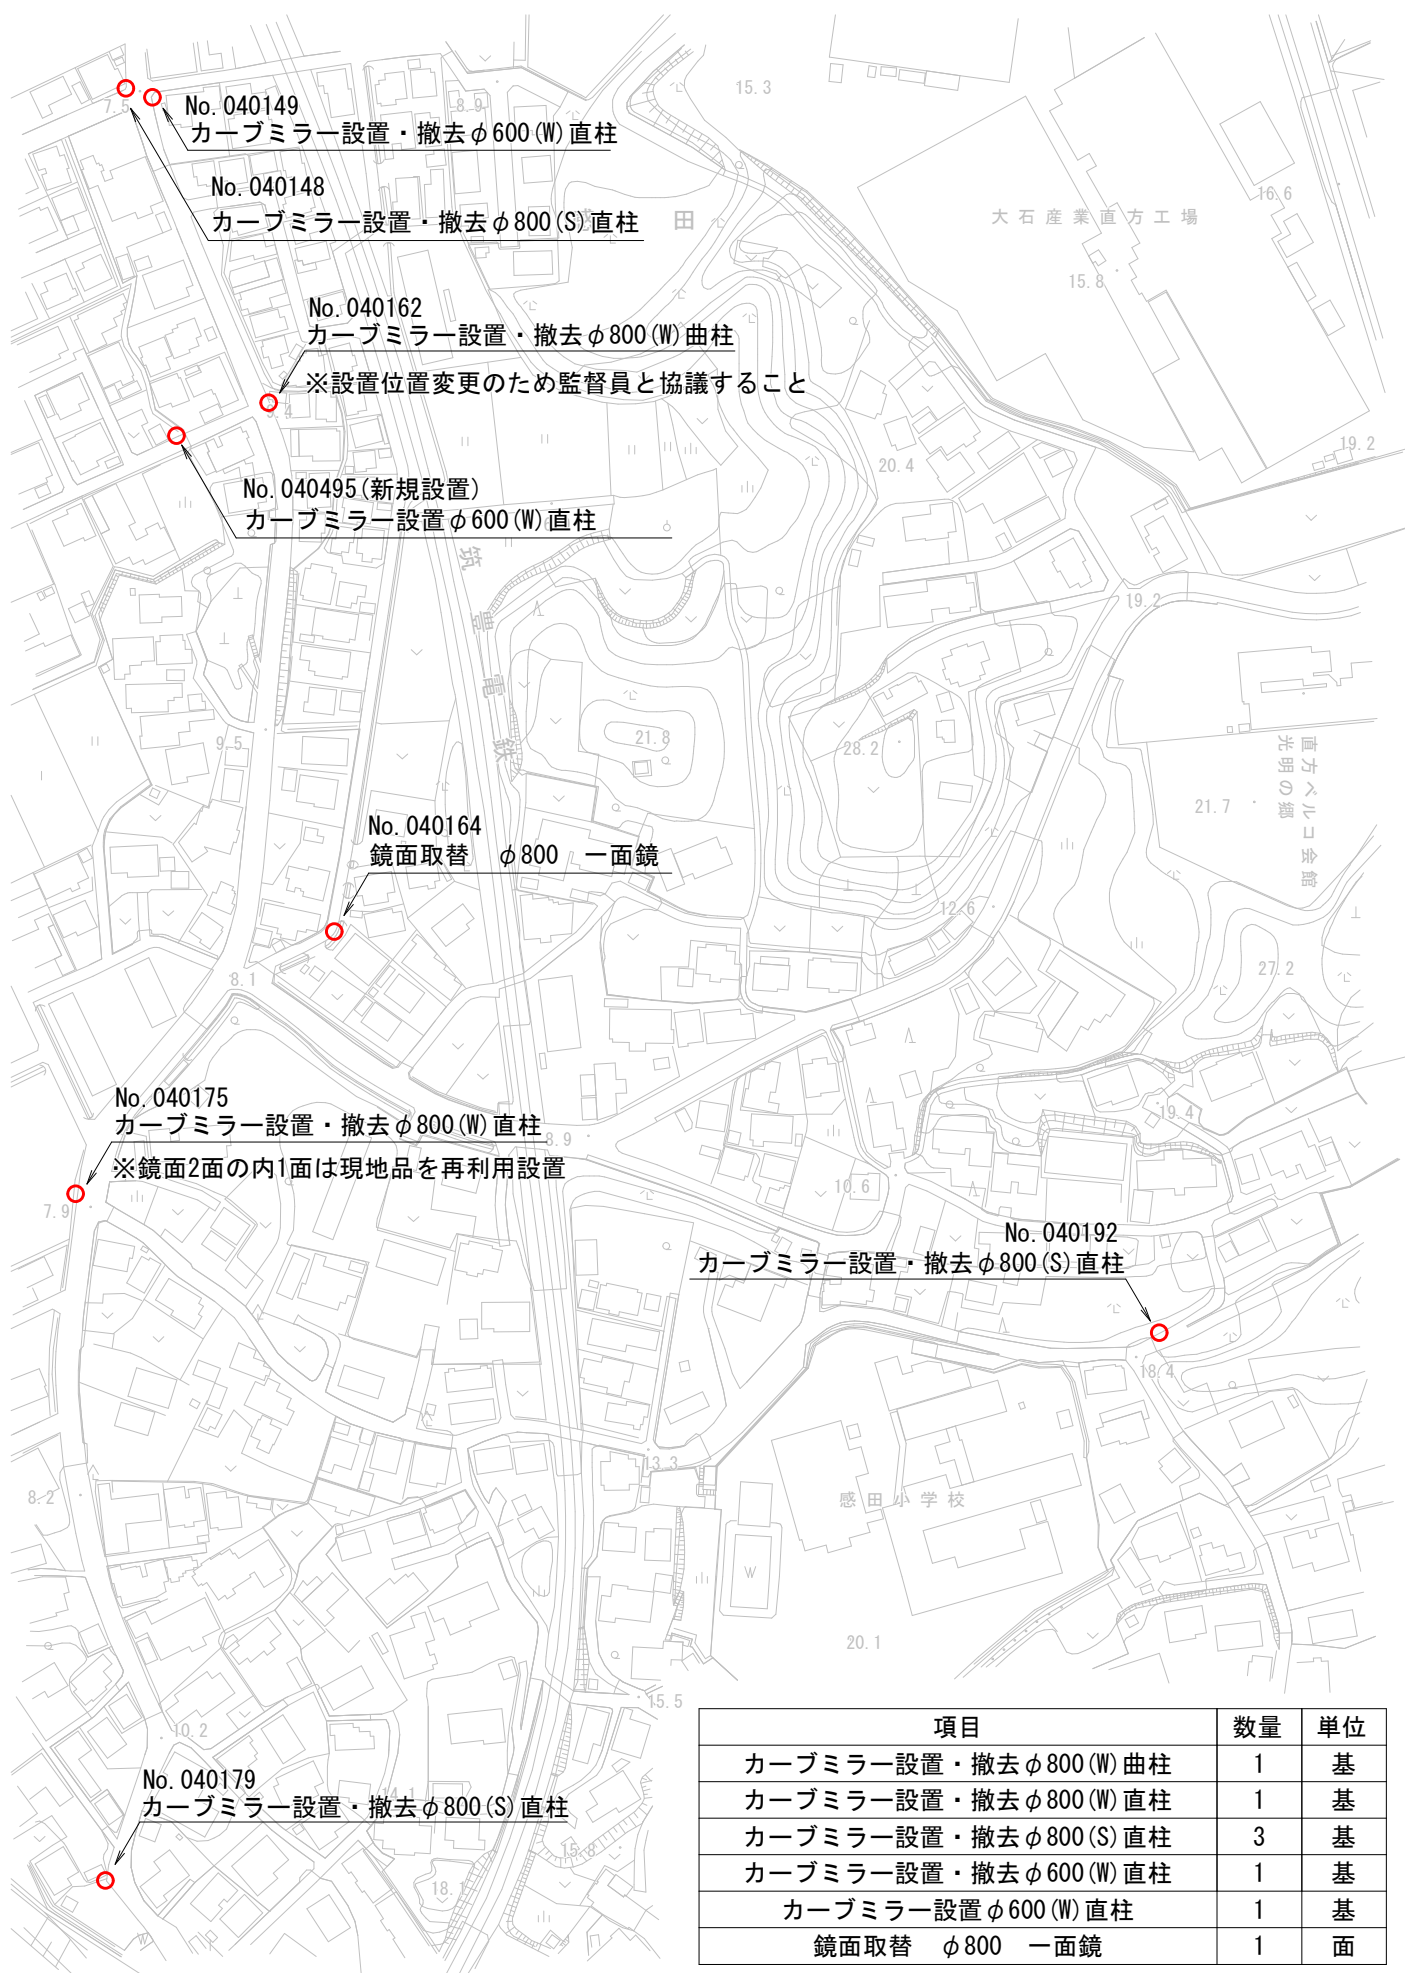 7.5
No.040149
カーブミラー設置・撤去φ600(W)直柱
8.9
15.3
No.040148
カーブミラー設置・撤去φ800(S)直柱
田
大石産業直方工場
16.6
15.8
No.040162
カーブミラー設置・撤去φ800(W)曲柱
※設置位置変更のため監督員と協議すること
9.4
19.2
20.4
No.040495(新規設置)
カーブミラー設置φ600(W)直柱
筑豊電鉄
19.2
9.5
21.8
28.2
直方ベルコ会館
光明の郷
21.7
No.040164
鏡面取替　φ800　一面鏡
12.6
8.1
27.2
No.040175
カーブミラー設置・撤去φ800(W)直柱
※鏡面2面の内1面は現地品を再利用設置
8.9
19.4
10.6
7.9
No.040192
カーブミラー設置・撤去φ800(S)直柱
18.4
13.3
8.2
感田小学校
W
20.1
15.5
10.2
No.040179
カーブミラー設置・撤去φ800(S)直柱
14.1
15.8
18.1
W
項目 数量 単位
カーブミラー設置・撤去φ800(W)曲柱 1 基
カーブミラー設置・撤去φ800(W)直柱 1 基
カーブミラー設置・撤去φ800(S)直柱 3 基
カーブミラー設置・撤去φ600(W)直柱 1 基
カーブミラー設置φ600(W)直柱 1 基
鏡面取替　φ800　一面鏡 1 面